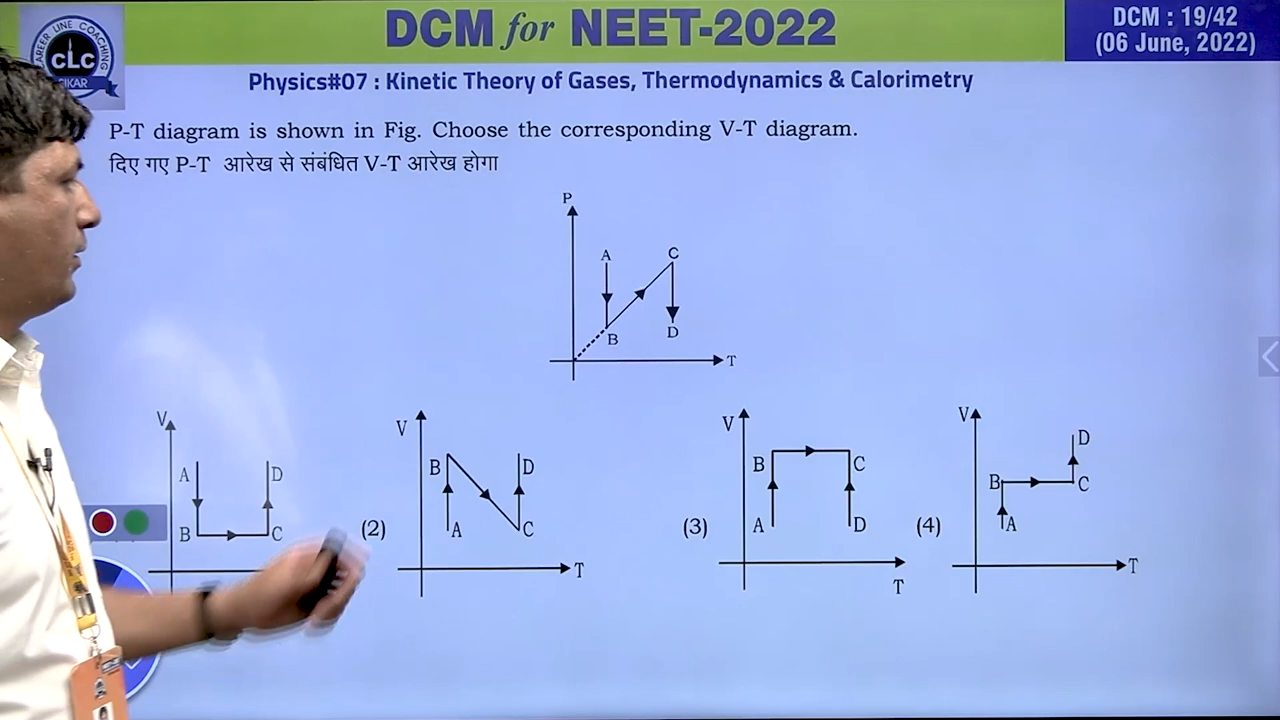 DCM for NEET-2022
DCM : 19/42
(06 June, 2022)
CAREER LINE COACHING
CLC
SIKAR
Physics#07 : Kinetic Theory of Gases, Thermodynamics & Calorimetry
P-T diagram is shown in Fig. Choose the corresponding V-T diagram.
दिए गए P-T आरेख से संबंधित V-T आरेख होगा
P
A
C
B
D
T
V
A
D
B
C
(2)
V
B
D
A
C
T
(3)
V
B
C
A
D
T
(4)
V
D
B
C
A
T